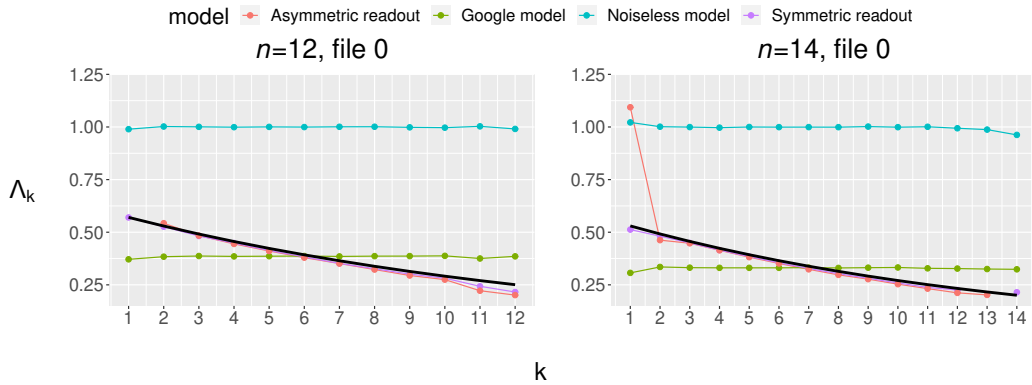 model Asymmetric readout Google model Noiseless model Symmetric readout
n=12, file 0 n=14, file 0
1.25 1.25
1.00 1.00
0.75 0.75
Λk
0.50 0.50
0.25 0.25
1 2 3 4 5 6 7 8 9 10 11 12 1 2 3 4 5 6 7 8 9 10 11 12 13 14
k